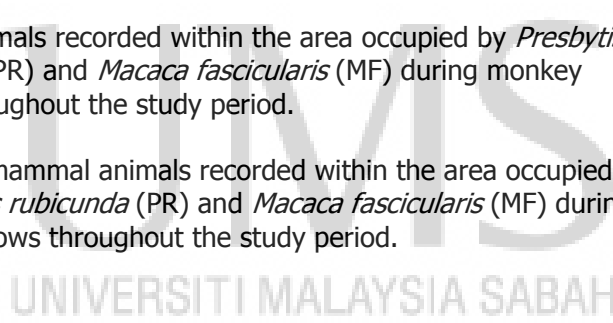 mals recorded within the area occupied by Presbytis
PR) and Macaca fascicularis (MF) during monkey
ughout the study period.
mammal animals recorded within the area occupied
rubicunda (PR) and Macaca fascicularis (MF) durin
ows throughout the study period.
UMS
UNIVERSITI MALAYSIA SABAH